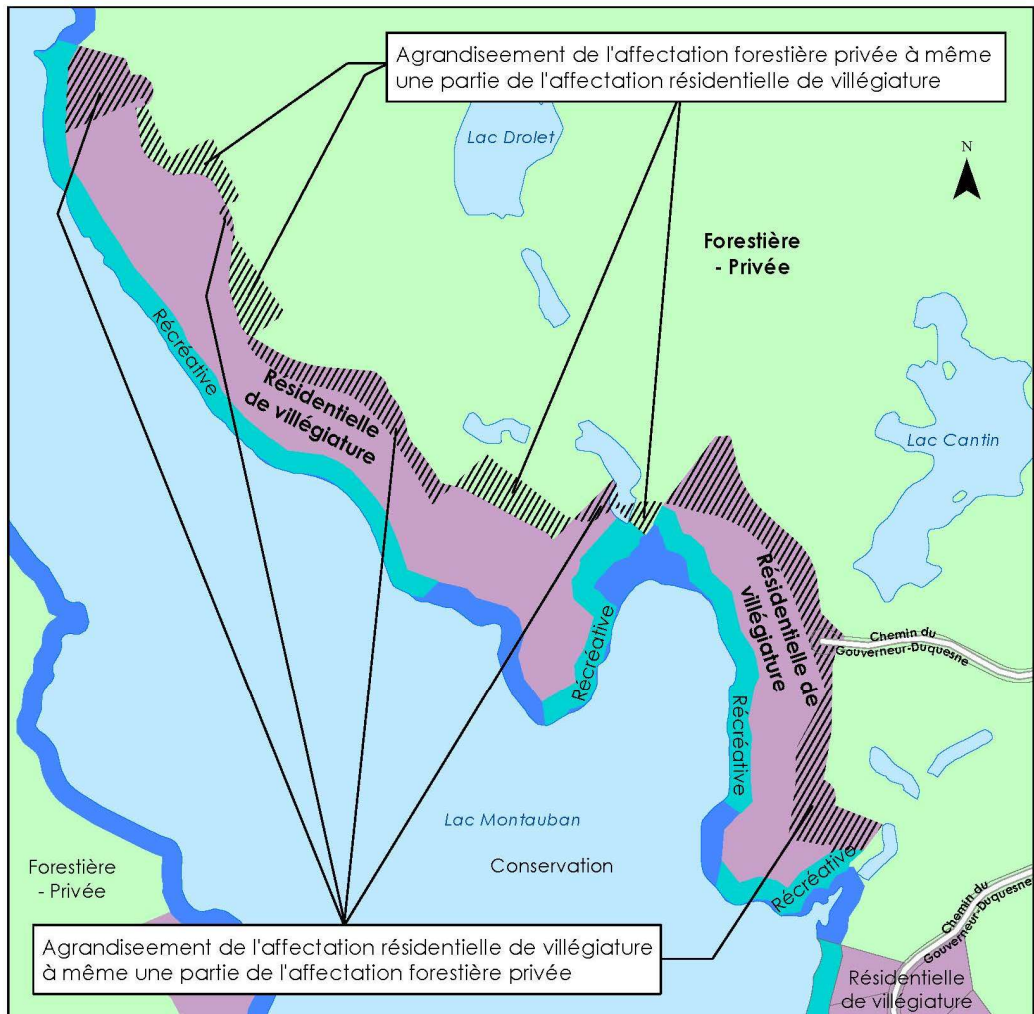 Agrandiseement de l'affectation forestière privée à même
une partie de l'affectation résidentielle de villégiature
Lac Drolet
N
Forestière
- Privée
Récréative
Résidentielle
de villégiature
Lac Cantin
Résidentielle de
villégiature
Récréative
Chemin du
Gouverneur-Duquesne
Récréative
Lac Montauban
Conservation
Forestière
- Privée
Récréative
Chemin du
Gouverneur-Duquesne
Agrandiseement de l'affectation résidentielle de villégiature
à même une partie de l'affectation forestière privée
Résidentielle
de villégiature